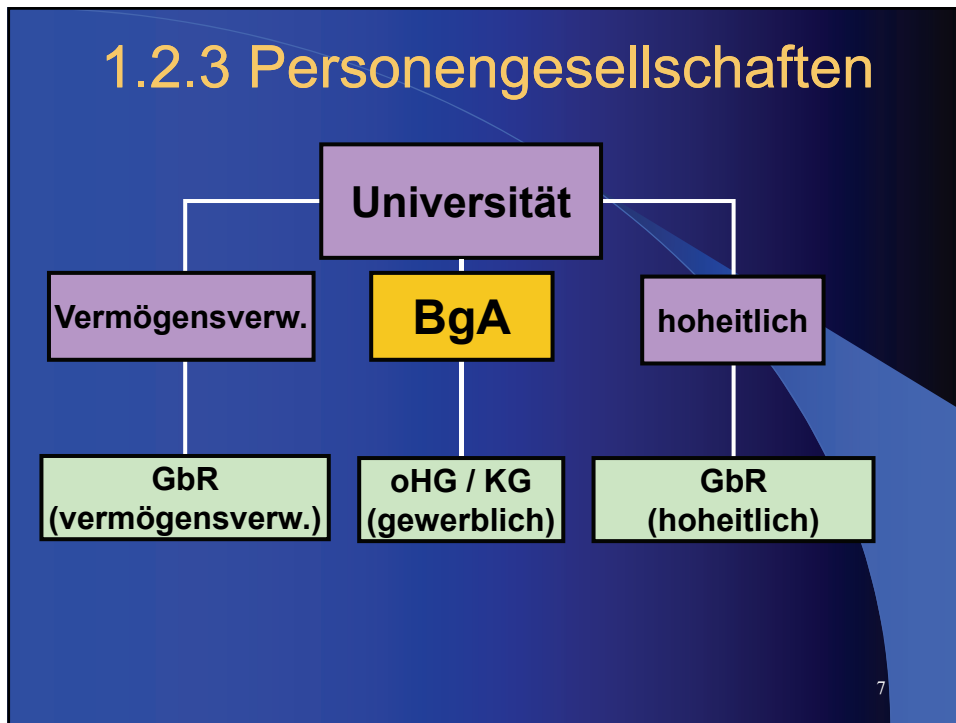 1.2.3 Personengesellschaften
Universität
Vermögensverw.
BgA
hoheitlich
GbR
(vermögensverw.)
oHG / KG
(gewerblich)
GbR
(hoheitlich)
7